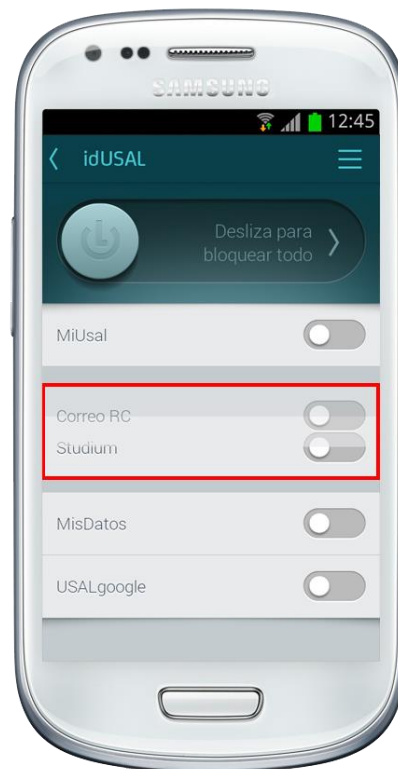 SAMSUNG
12:45
idUSAL
Desliza para
bloquear todo
MiUsal
Correo RC
Studium
MisDatos
USALgoogle